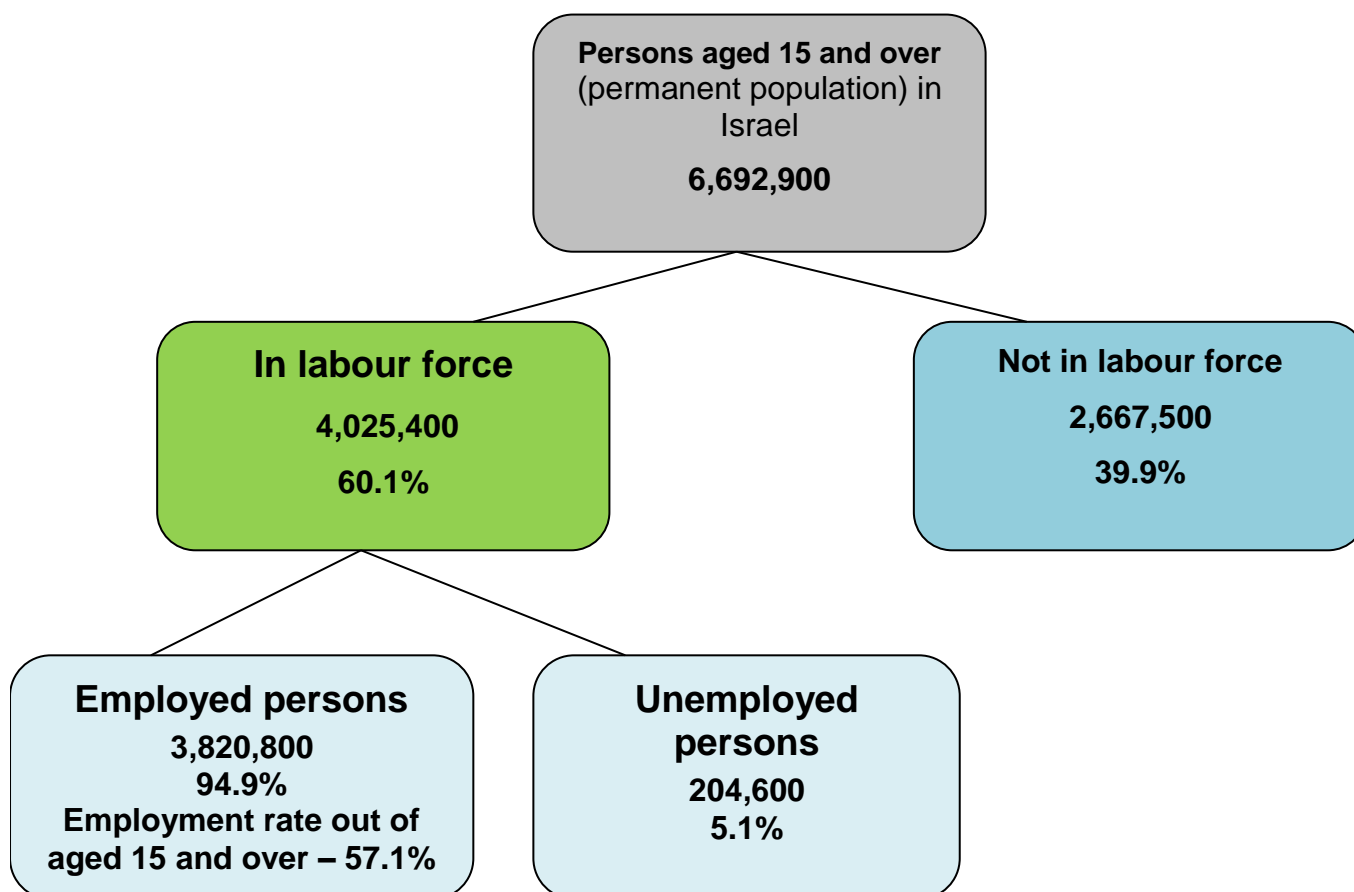 Persons aged 15 and over
(permanent population) in
Israel
6,692,900
In labour force
4,025,400
60.1%
Not in labour force
2,667,500
39.9%
Employed persons
3,820,800
94.9%
Employment rate out of
aged 15 and over – 57.1%
Unemployed
persons
204,600
5.1%